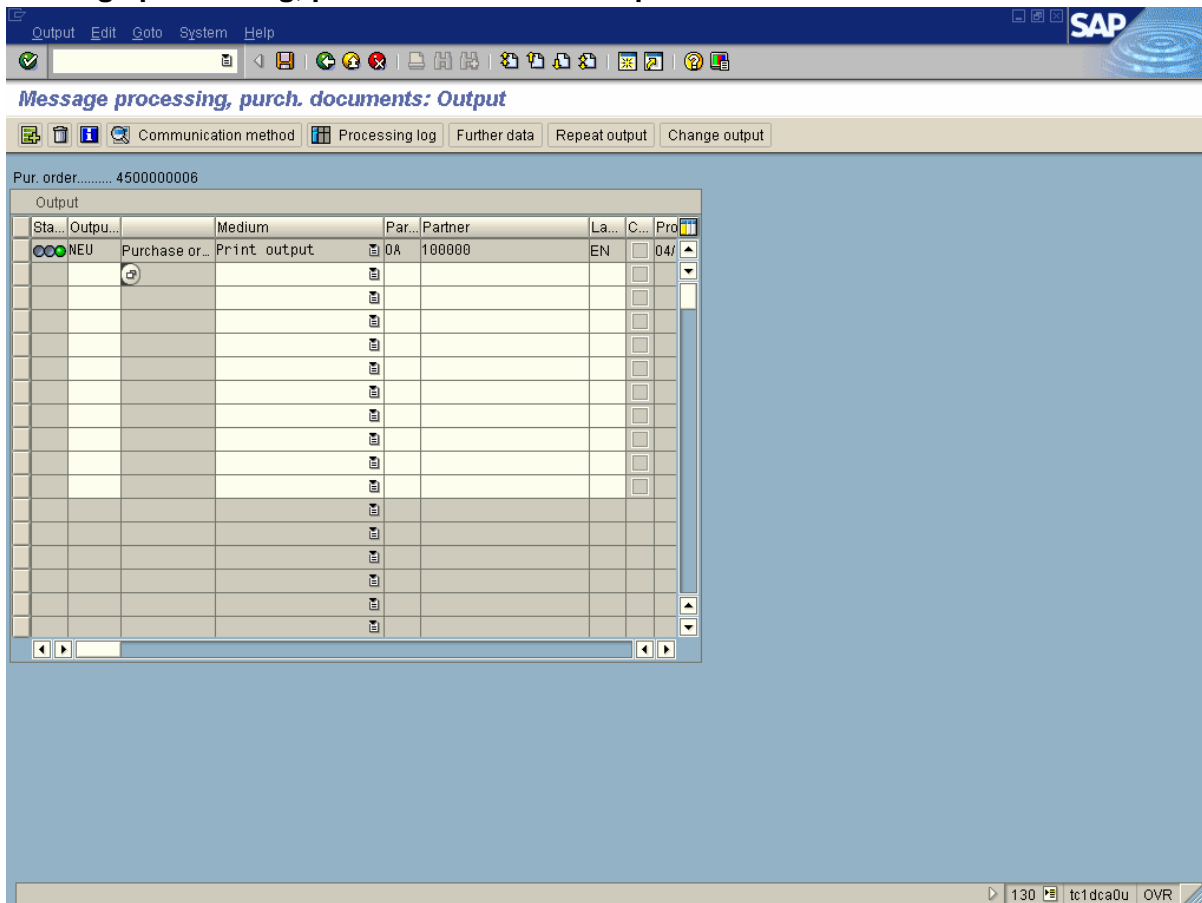 Output Edit Goto System Help
SAP
Message processing, purch. documents: Output
Communication method Processing log Further data Repeat output Change output
Pur. order.......... 4500000006
Output
Sta... Outpu... Medium Par... Partner La... C... Pro
NEU Purchase or... Print output 0A 100000 EN 04/
130 tc1dca0u OVR